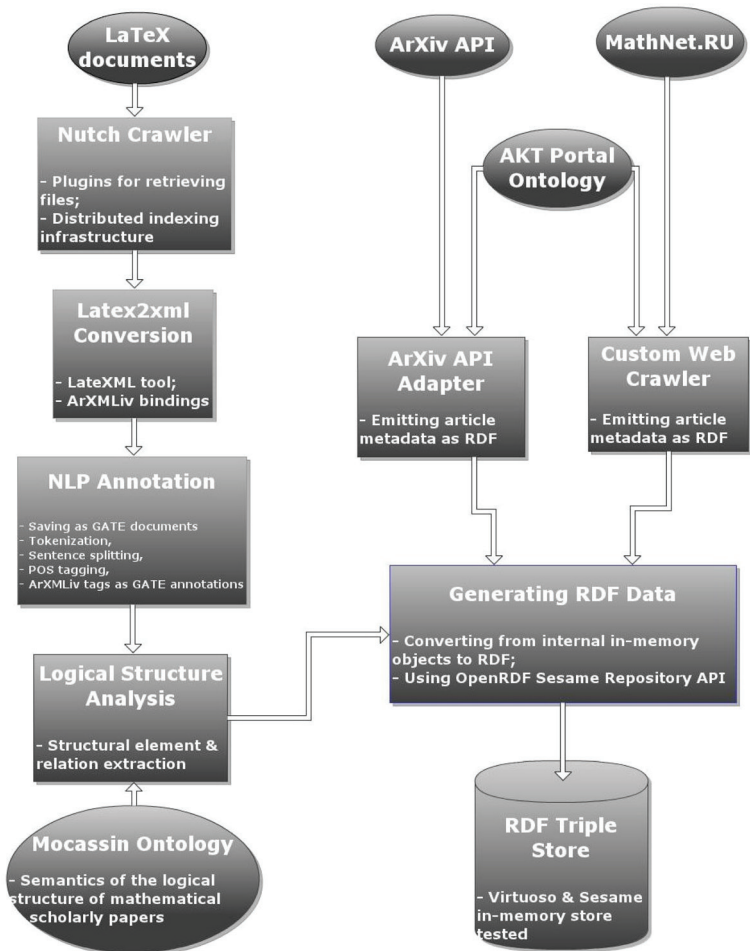 LaTeX
documents
Nutch Crawler
- Plugins for retrieving
files;
- Distributed indexing
infrastructure
Latex2xml
Conversion
- LateXML tool;
- ArXMLiv bindings
NLP Annotation
- Saving as GATE documents
- Tokenization,
- Sentence splitting,
- POS tagging,
- ArXMLiv tags as GATE annotations
Logical Structure
Analysis
- Structural element &
relation extraction
Mocassin Ontology
- Semantics of the logical
structure of mathematical
scholarly papers
ArXiv API
MathNet.RU
AKT Portal
Ontology
ArXiv API
Adapter
- Emitting article
metadata as RDF
Custom Web
Crawler
- Emitting article
metadata as RDF
Generating RDF Data
- Converting from internal in-memory
objects to RDF;
- Using OpenRDF Sesame Repository API
RDF Triple
Store
- Virtuoso & Sesame
in-memory store
tested